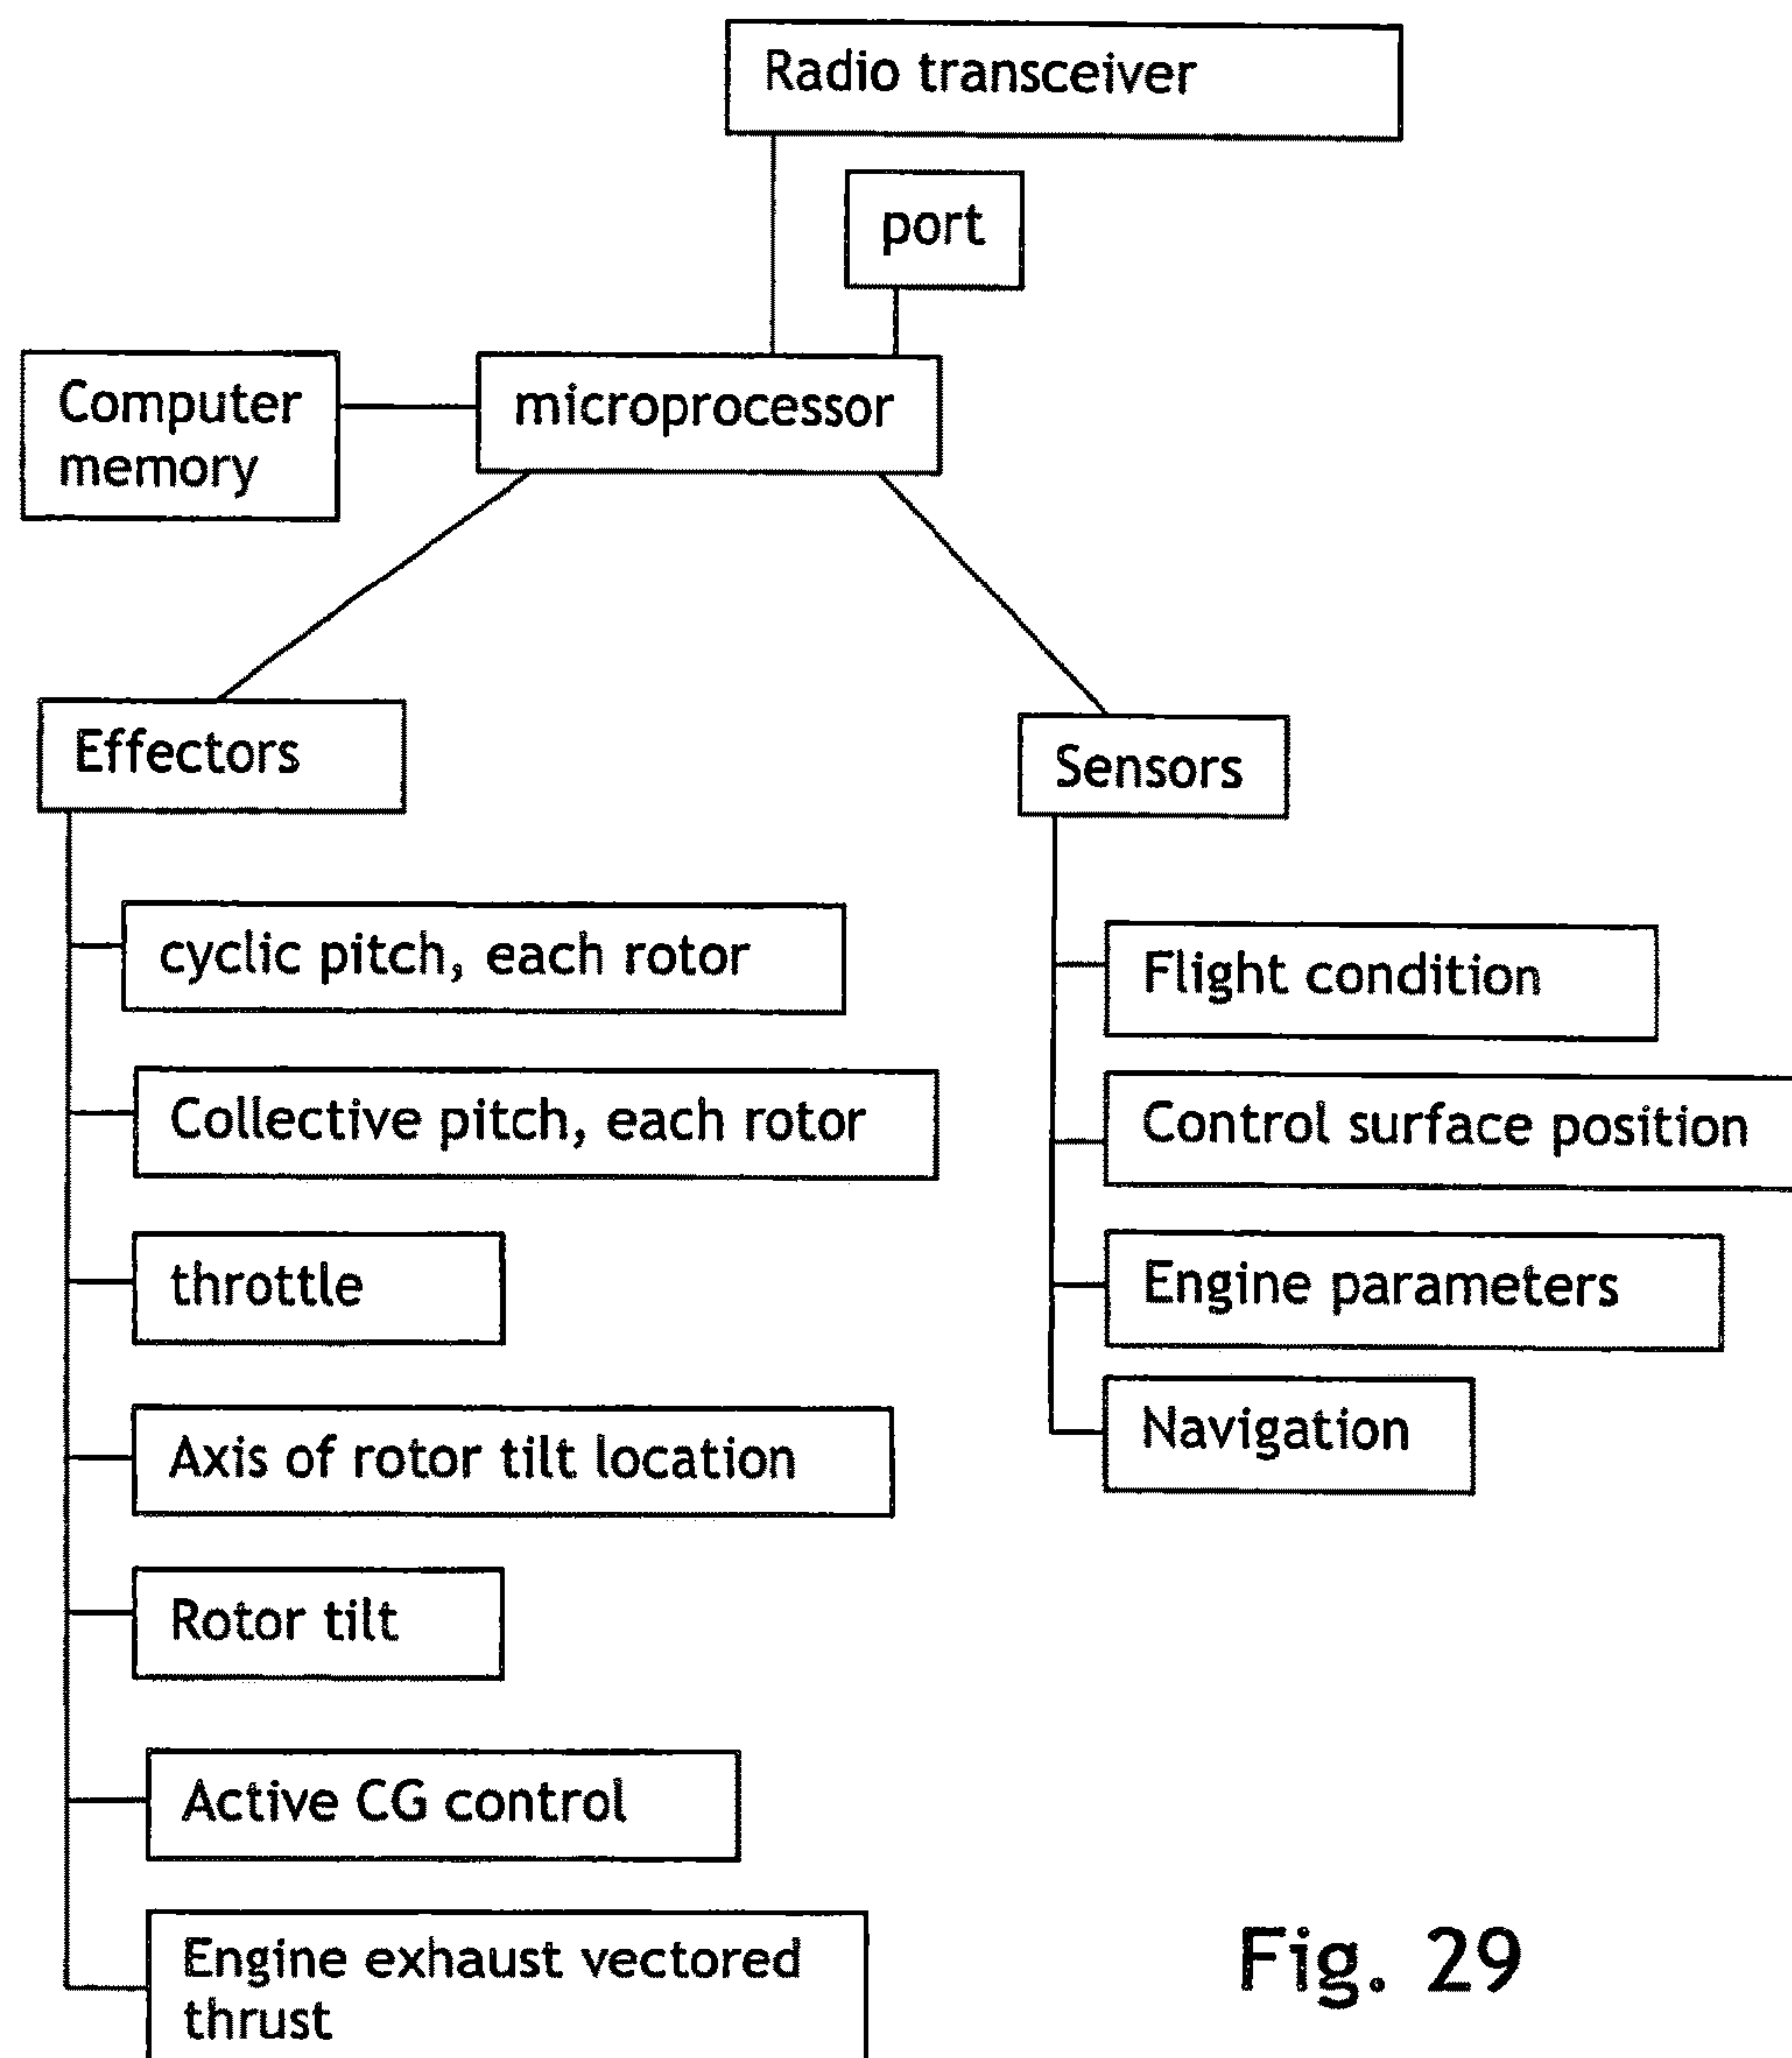 Radio transceiver
port
Computer
memory
microprocessor
Effectors
cyclic pitch, each rotor
Collective pitch, each rotor
throttle
Axis of rotor tilt location
Rotor tilt
Active CG control
Engine exhaust vectored
thrust
Sensors
Flight condition
Control surface position
Engine parameters
Navigation
Fig. 29